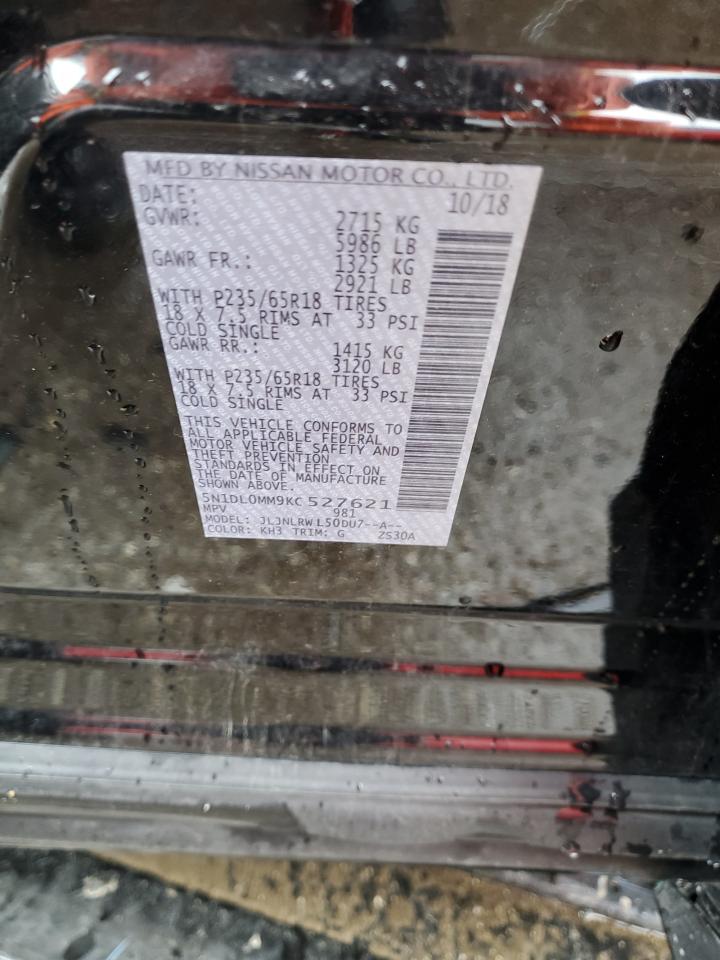 MFD BY NISSAN MOTOR CO., LTD.
DATE: 10/18
GVWR: 2715 KG
5986 LB
GAWR FR.: 1325 KG
2921 LB
WITH P235/65R18 TIRES
18 X 7.5 RIMS AT 33 PSI
COLD SINGLE
GAWR RR.: 1415 KG
3120 LB
WITH P235/65R18 TIRES
18 X 7.5 RIMS AT 33 PSI
COLD SINGLE
THIS VEHICLE CONFORMS TO
ALL APPLICABLE FEDERAL
MOTOR VEHICLE SAFETY AND
THEFT PREVENTION
STANDARDS IN EFFECT ON
THE DATE OF MANUFACTURE
SHOWN ABOVE.
5N1DL0MM9KC527621
MPV 981
MODEL: JLJNLRWL50DU7--A--
COLOR: KH3 TRIM: G ZS30A